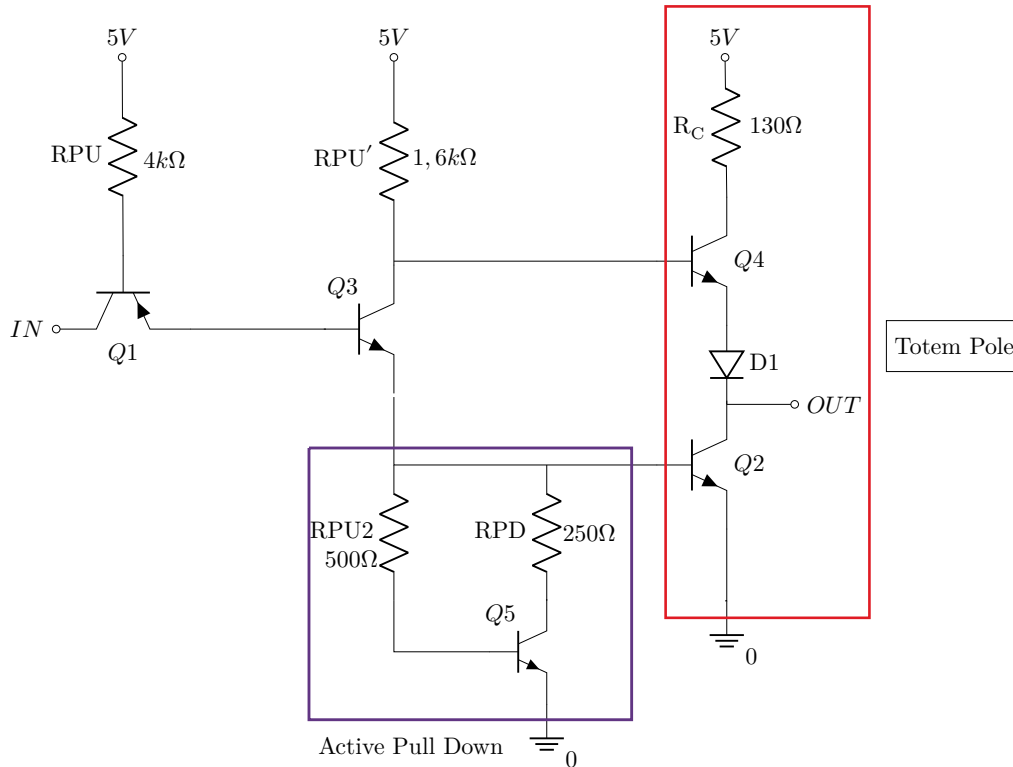 5V
5V
5V
RPU
4kΩ
RPU′
1, 6kΩ
R_C
130Ω
Q3
Q4
IN
Q1
D1
Totem Pole
OUT
Q2
RPU2
500Ω
RPD
250Ω
Q5
0
Active Pull Down
0